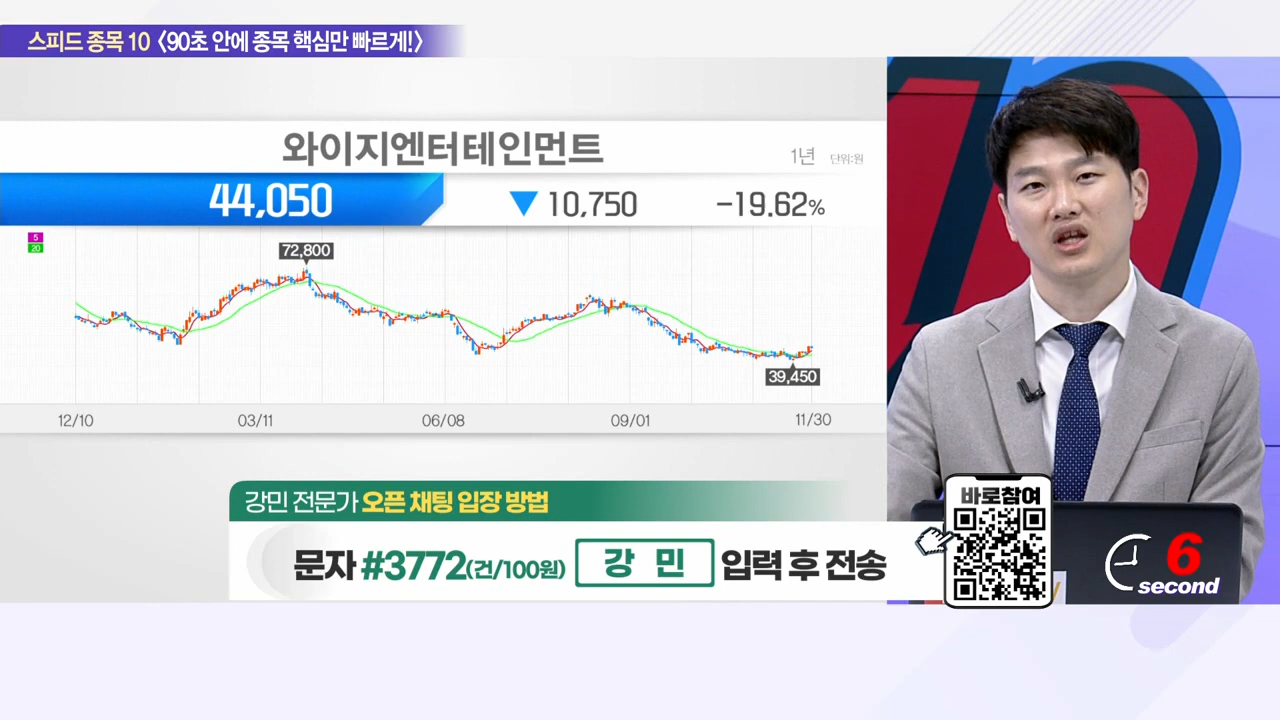 스피드 종목 10 〈90초 안에 종목 핵심만 빠르게!〉
와이지엔터테인먼트
1년 단위:원
44,050 ▼ 10,750 -19.62%
5
20
72,800
39,450
12/10 03/11 06/08 09/01 11/30
강민 전문가 오픈 채팅 입장 방법
문자 #3772(건/100원) 강 민 입력 후 전송
바로참여
6
second